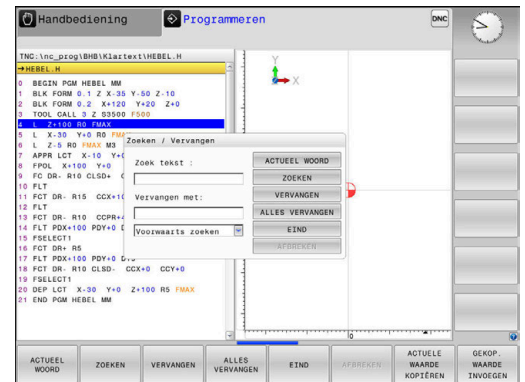 Handbediening
Programmeren
DNC
TNC:\nc_prog\BHB\Klartext\HEBEL.H
→HEBEL.H
0 BEGIN PGM HEBEL MM
1 BLK FORM 0.1 Z X-35 Y-50 Z-10
2 BLK FORM 0.2 X+120 Y+20 Z+0
3 TOOL CALL 3 Z S3500 F500
4 L Z+100 R0 FMAX
5 L X-30 Y+0 R0
6 L Z-5 R0 FMAX M3
7 APPR LCT X-10
8 FPOL X+100 Y+0
9 FC DR- R10 CLSD+
10 FLT
11 FCT DR- R15
12 FLT
13 FCT DR- R10
14 FLT PDX+100 PDY+0
15 FSELECT1
16 FCT DR+ R5
17 FLT PDX+100 PDY+0
18 FCT DR- R10 CLSD- CCX+0 CCY+0
19 FSELECT1
20 DEP LCT X-30 Y+0 Z+100 R5 FMAX
21 END PGM HEBEL MM
Y
X
0
Zoeken / Vervangen
Zoek tekst :
Vervangen met:
Voorwaarts zoeken
ACTUEEL WOORD
ZOEKEN
VERVANGEN
ALLES VERVANGEN
EIND
AFBREKEN
ACTUEEL
WOORD
ZOEKEN
VERVANGEN
ALLES
VERVANGEN
EIND
AFBREKEN
ACTUELE
WAARDE
KOPIËREN
GEKOP.
WAARDE
INVOEGEN